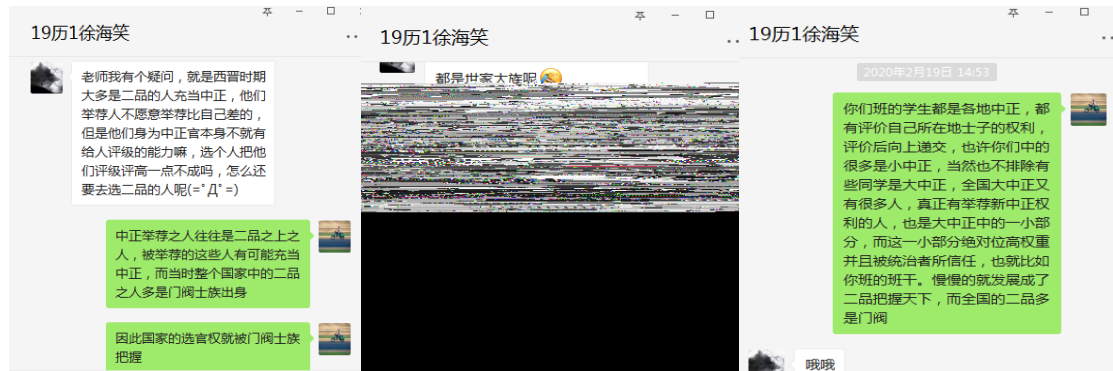 19历1徐海笑
老师我有个疑问，就是西晋时期
大多是二品的人充当中正，他们
举荐人不愿意举荐比自己差的，
但是他们身为中正官本身不就有
给人评级的能力嘛，选个人把他
们评级评高一点不成吗，怎么还
要去选二品的人呢(=ﾟДﾟ=)
中正举荐之人往往是二品之上之
人，被举荐的这些人有可能充当
中正，而当时整个国家中的二品
之人多是门阀士族出身
因此国家的选官权就被门阀士族
把握
19历1徐海笑
都是世家大族呢
19历1徐海笑
2020年2月19日 14:53
你们班的学生都是各地中正，都
有评价自己所在地士子的权利，
评价后向上递交，也许你们中的
很多是小中正，当然也不排除有
些同学是大中正，全国大中正又
有很多人，真正有举荐新中正权
利的人，也是大中正中的一小部
分，而这一小部分绝对位高权重
并且被统治者所信任，也就比如
你班的班干。慢慢的就发展成了
二品把握天下，而全国的二品多
是门阀
哦哦